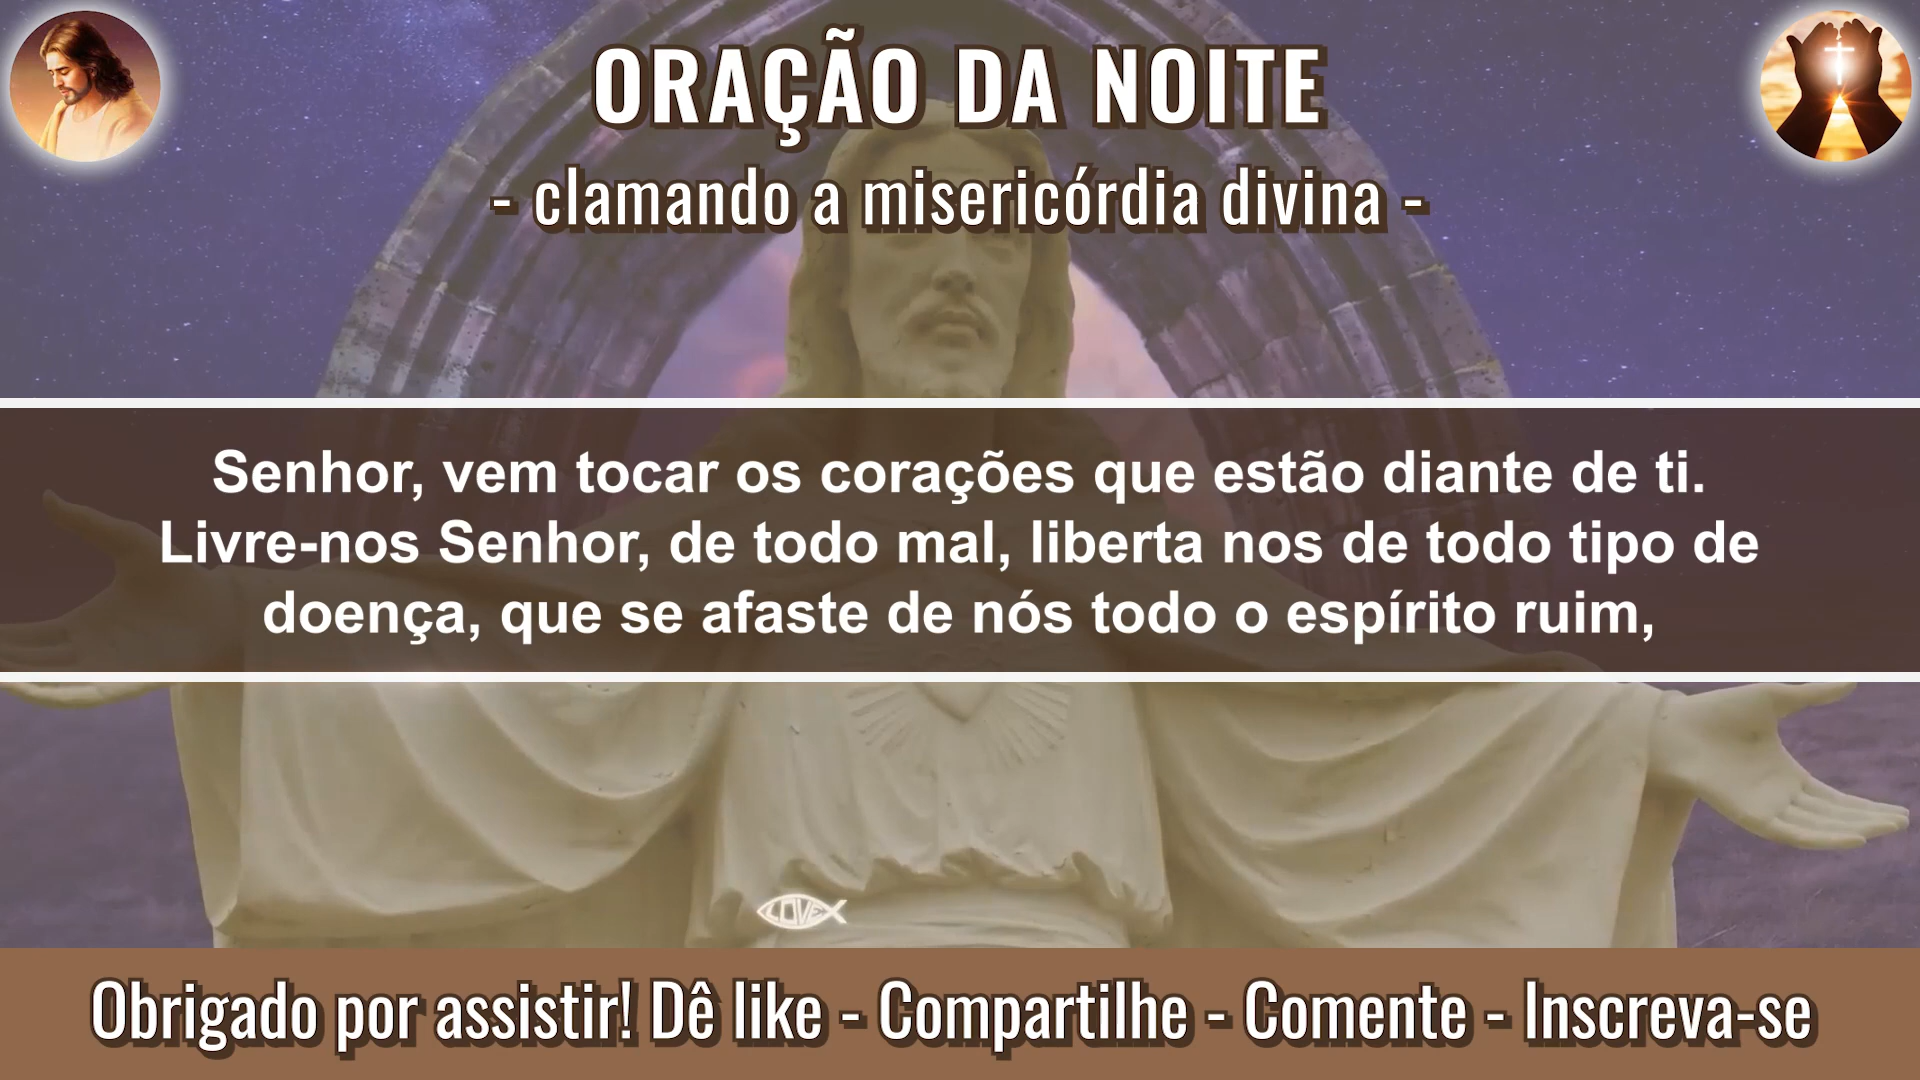 ORAÇÃO DA NOITE
- clamando a misericórdia divina -
Senhor, vem tocar os corações que estão diante de ti.
Livre-nos Senhor, de todo mal, liberta nos de todo tipo de
doença, que se afaste de nós todo o espírito ruim,
LOVE
Obrigado por assistir! Dê like - Compartilhe - Comente - Inscreva-se